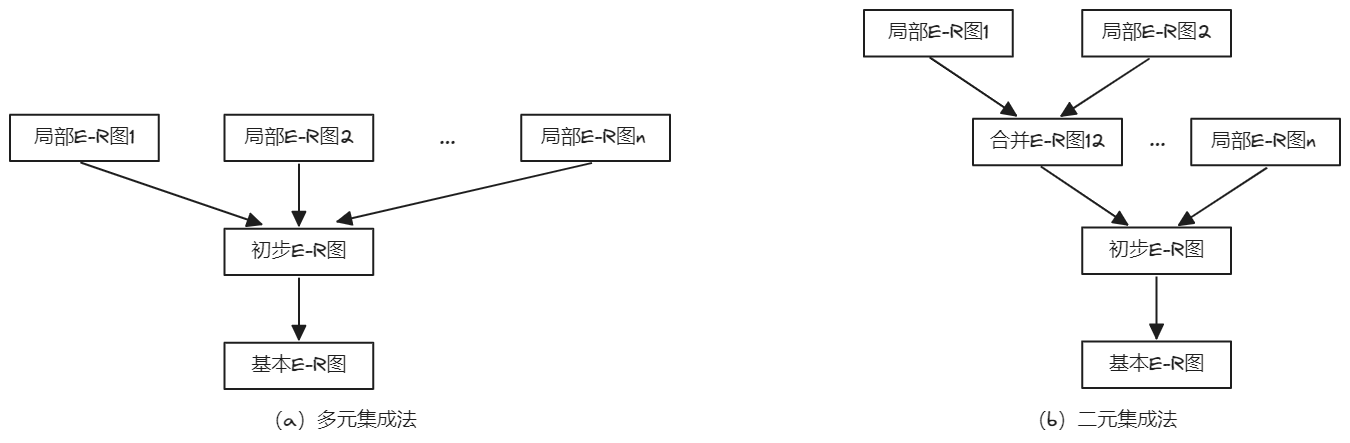 局部E-R图1
局部E-R图2
...
局部E-R图n
初步E-R图
基本E-R图
（a）多元集成法
局部E-R图1
局部E-R图2
合并E-R图12
...
局部E-R图n
初步E-R图
基本E-R图
（b）二元集成法